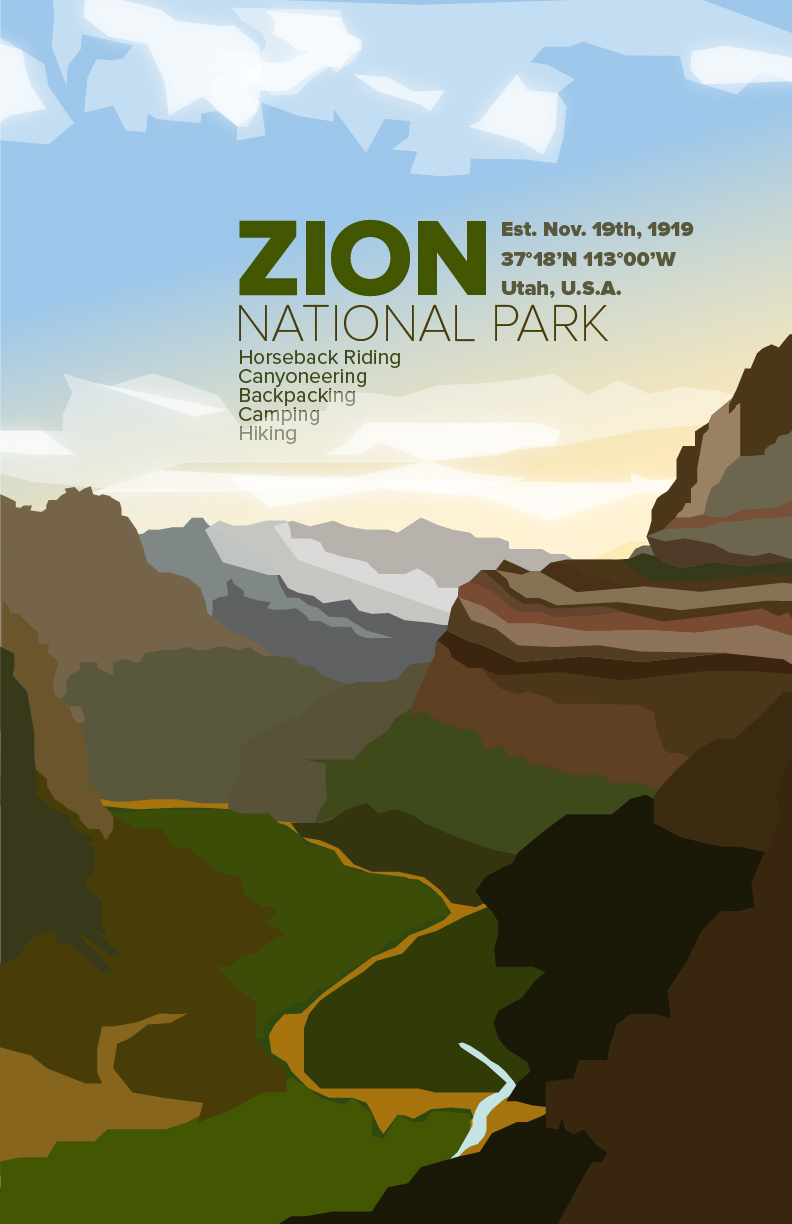 ZION
Est. Nov. 19th, 1919
37°18’N 113°00’W
Utah, U.S.A.
NATIONAL PARK
Horseback Riding
Canyoneering
Backpacking
Camping
Hiking